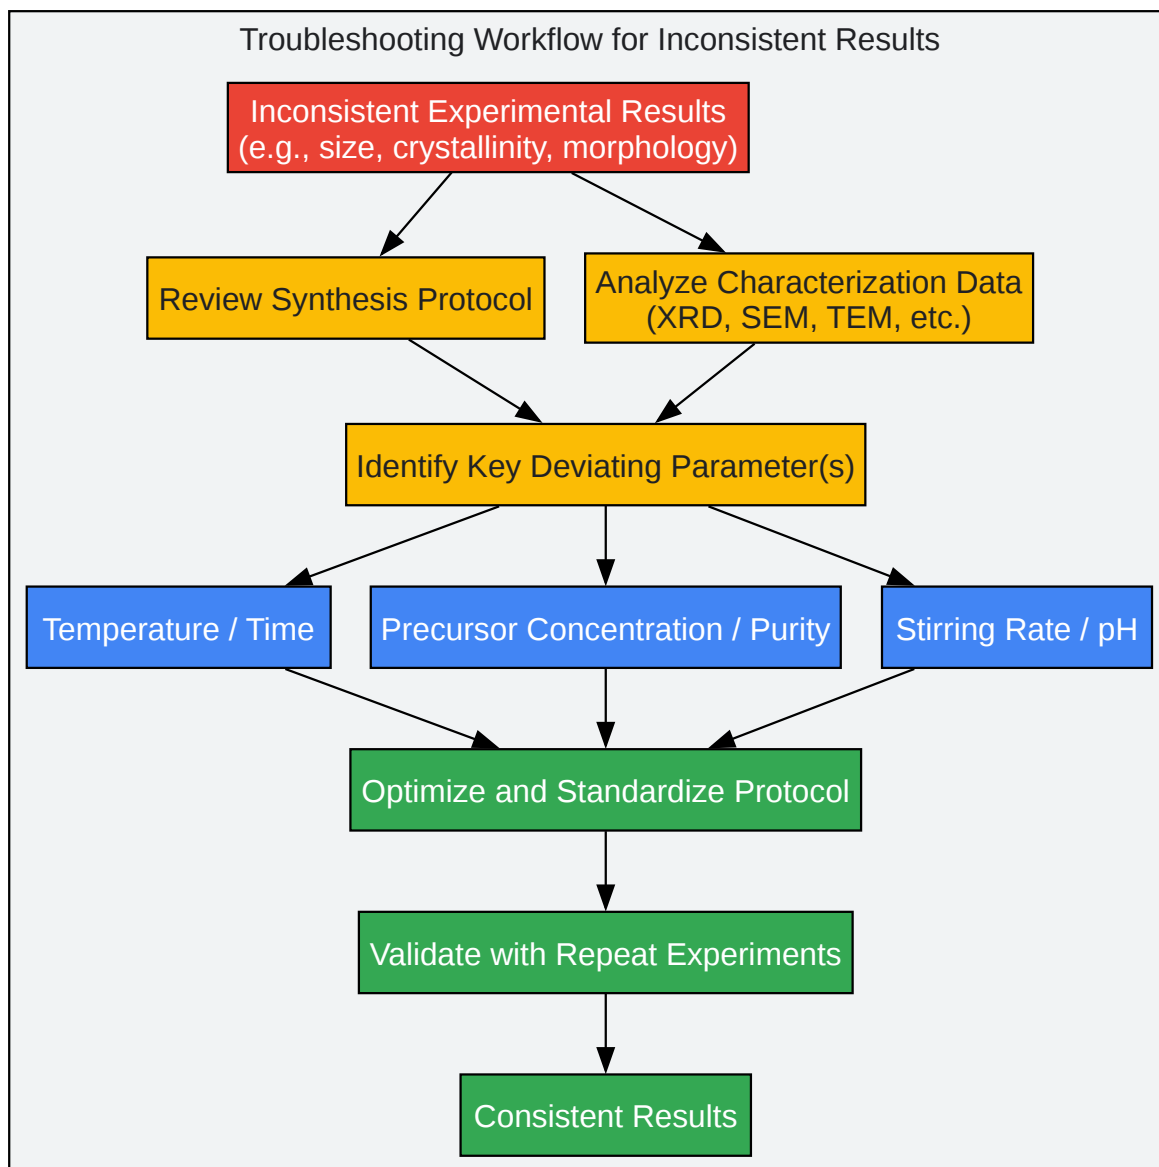 Troubleshooting Workflow for Inconsistent Results
Inconsistent Experimental Results
(e.g., size, crystallinity, morphology)
Review Synthesis Protocol
Analyze Characterization Data
(XRD, SEM, TEM, etc.)
Identify Key Deviating Parameter(s)
Temperature / Time
Precursor Concentration / Purity
Stirring Rate / pH
Optimize and Standardize Protocol
Validate with Repeat Experiments
Consistent Results